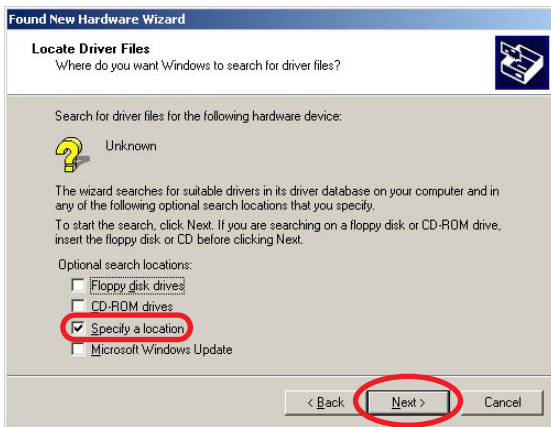 Found New Hardware Wizard
Locate Driver Files
Where do you want Windows to search for driver files?
Search for driver files for the following hardware device:
Unknown
The wizard searches for suitable drivers in its driver database on your computer and in
any of the following optional search locations that you specify.
To start the search, click Next. If you are searching on a floppy disk or CD-ROM drive,
insert the floppy disk or CD before clicking Next.
Optional search locations:
Floppy disk drives
CD-ROM drives
Specify a location
Microsoft Windows Update
< Back
Next >
Cancel